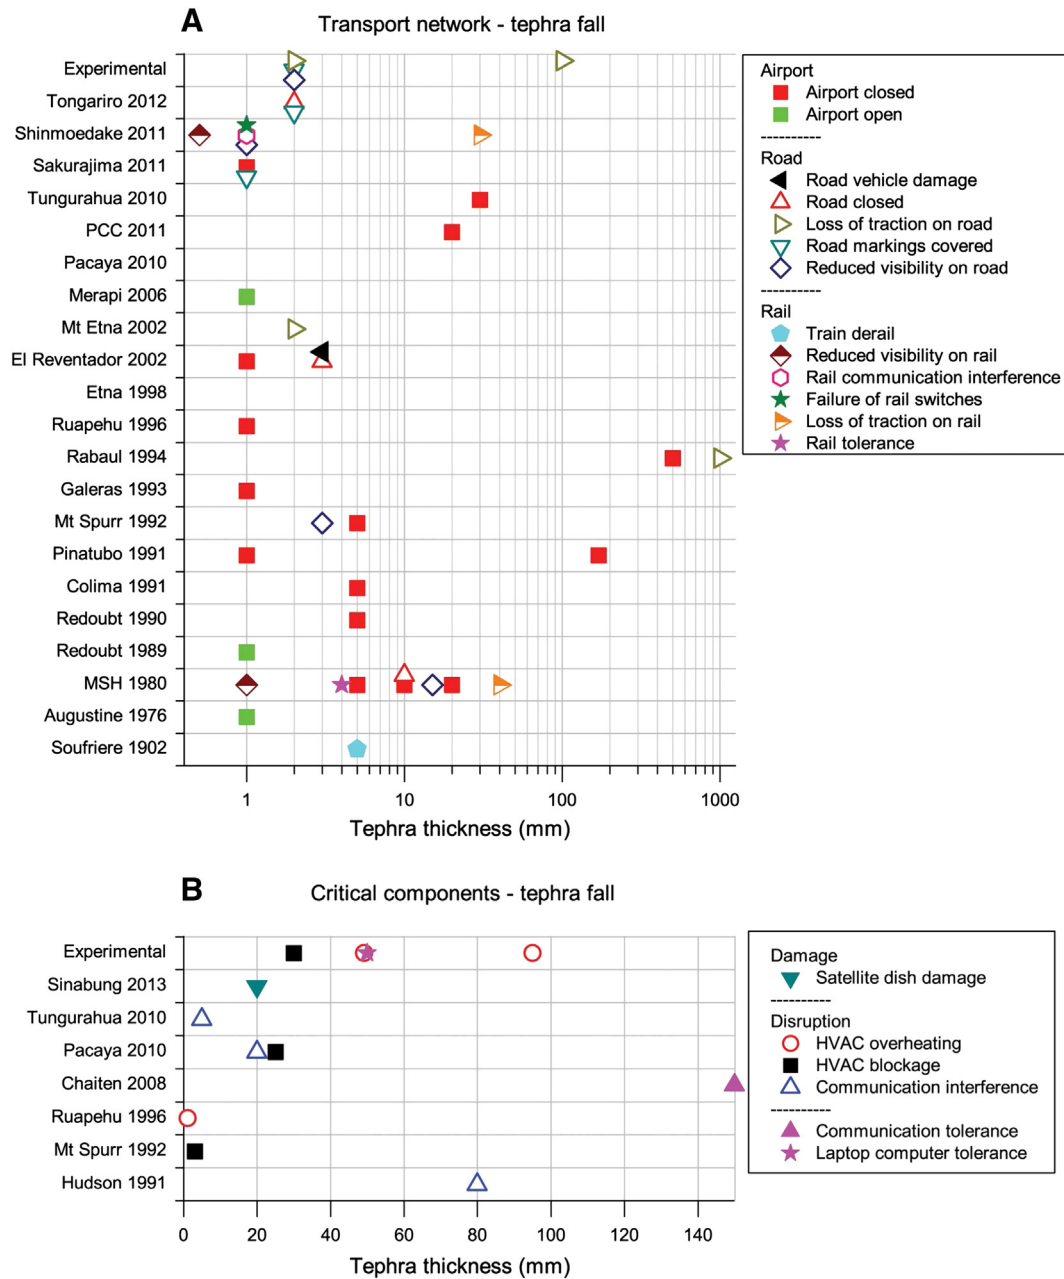 A
Transport network - tephra fall
Experimental
Tongariro 2012
Shinmoedake 2011
Sakurajima 2011
Tungurahua 2010
PCC 2011
Pacaya 2010
Merapi 2006
Mt Etna 2002
El Reventador 2002
Etna 1998
Ruapehu 1996
Rabaul 1994
Galeras 1993
Mt Spurr 1992
Pinatubo 1991
Colima 1991
Redoubt 1990
Redoubt 1989
MSH 1980
Augustine 1976
Soufriere 1902
1 10 100 1000
Tephra thickness (mm)
Airport
Airport closed
Airport open
----------
Road
Road vehicle damage
Road closed
Loss of traction on road
Road markings covered
Reduced visibility on road
----------
Rail
Train derail
Reduced visibility on rail
Rail communication interference
Failure of rail switches
Loss of traction on rail
Rail tolerance
B
Critical components - tephra fall
Experimental
Sinabung 2013
Tungurahua 2010
Pacaya 2010
Chaiten 2008
Ruapehu 1996
Mt Spurr 1992
Hudson 1991
0 20 40 60 80 100 120 140
Tephra thickness (mm)
Damage
Satellite dish damage
----------
Disruption
HVAC overheating
HVAC blockage
Communication interference
----------
Communication tolerance
Laptop computer tolerance